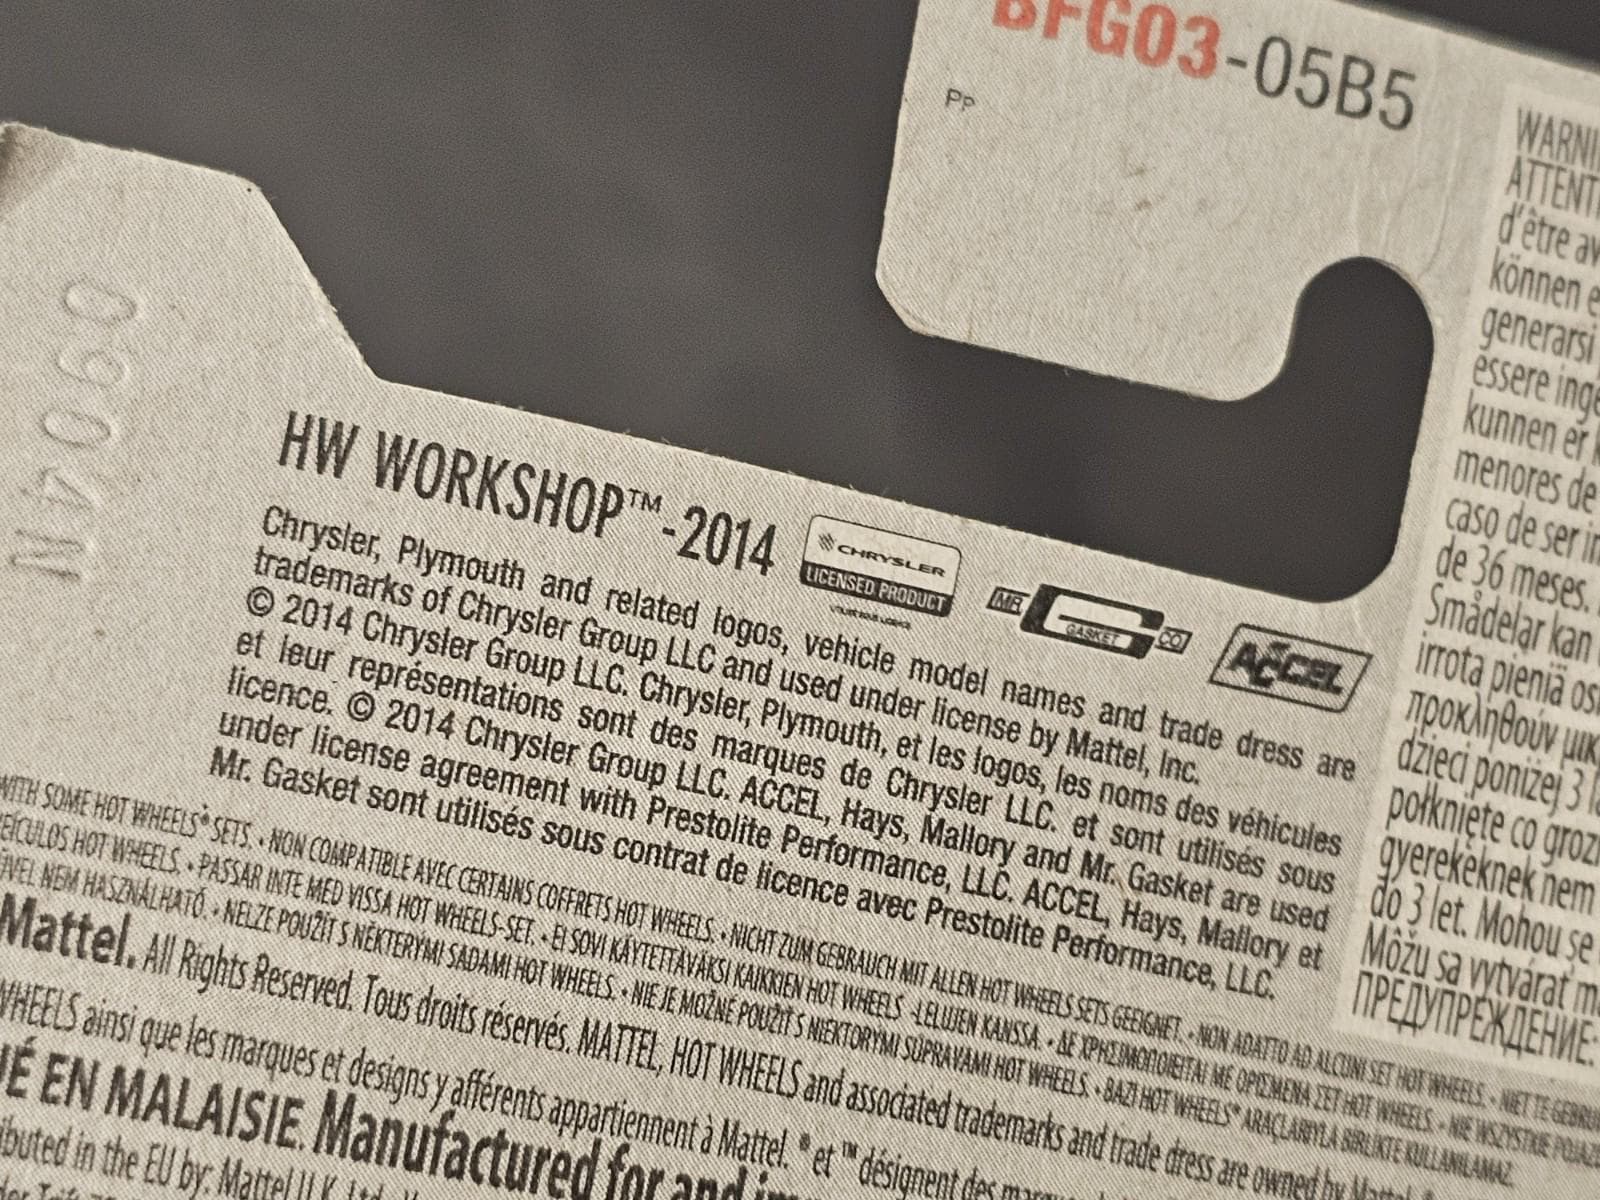 BFG03-05B5
PP
N4060
HW WORKSHOP™-2014
CHRYSLER
LICENSED PRODUCT
MR. GASKET CO
ACCEL
Chrysler, Plymouth and related logos, vehicle model names and trade dress are
trademarks of Chrysler Group LLC and used under license by Mattel, Inc.
© 2014 Chrysler Group LLC. Chrysler, Plymouth, et les logos, les noms des véhicules
et leur représentations sont des marques de Chrysler LLC. et sont utilisés sous
licence. © 2014 Chrysler Group LLC. ACCEL, Hays, Mallory and Mr. Gasket are used
under license agreement with Prestolite Performance, LLC. ACCEL, Hays, Mallory et
Mr. Gasket sont utilisés sous contrat de licence avec Prestolite Performance, LLC.
WITH SOME HOT WHEELS® SETS. • NON COMPATIBLE AVEC CERTAINS COFFRETS HOT WHEELS. • NICHT ZUM GEBRAUCH MIT ALLEN HOT WHEELS SETS GEEIGNET. • NON ADATTO AD ALCUNI SET HOT WHEELS. • NIET TE
HOT WHEELS. • PASSAR INTE MED VISSA HOT WHEELS-SET. • EI SOVI KÄYTETTÄVÄKSI KAIKKIEN HOT WHEELS -LELUJEN KANSSA. • ΔΕ ΧΡΗΣΙΜΟΠΟΙΕΙΤΑΙ ΜΕ ΟΡΙΣΜΕΝΑ ΣΕΤ HOT WHEELS. • NIE WSZYSTKIE
NEM HASZNÁLHATÓ. • NELZE POUŽÍT S NĚKTERÝMI SADAMI HOT WHEELS. • NIE JE MOŽNÉ POUŽIŤ S NIEKTORÝMI SÚPRAVAMI HOT WHEELS. • BAZI HOT WHEELS® ARAÇLARIYLA BIRLIKTE KULLANILAMAZ.
Mattel. All Rights Reserved. Tous droits réservés. MATTEL, HOT WHEELS and associated trademarks and trade dress are owned by Mattel.
WHEELS ainsi que les marques et designs y afférents appartiennent à Mattel. ® et ™ désignent des
EN MALAISIE. Manufactured for and
in the EU by: Mattel U.K. Ltd.
WARNI
ATTENT
d'être av
können e
generarsi
essere inge
kunnen er
menores de
caso de ser in
de 36 meses.
Smådelar kan
irrota pieniä os
προκληθούν μικ
dzieci poniżej 3 l
połknięte co groz
gyerekeknek nem
do 3 let. Mohou se
Môžu sa vytvárať m
ПРЕДУПРЕЖДЕНИЕ: